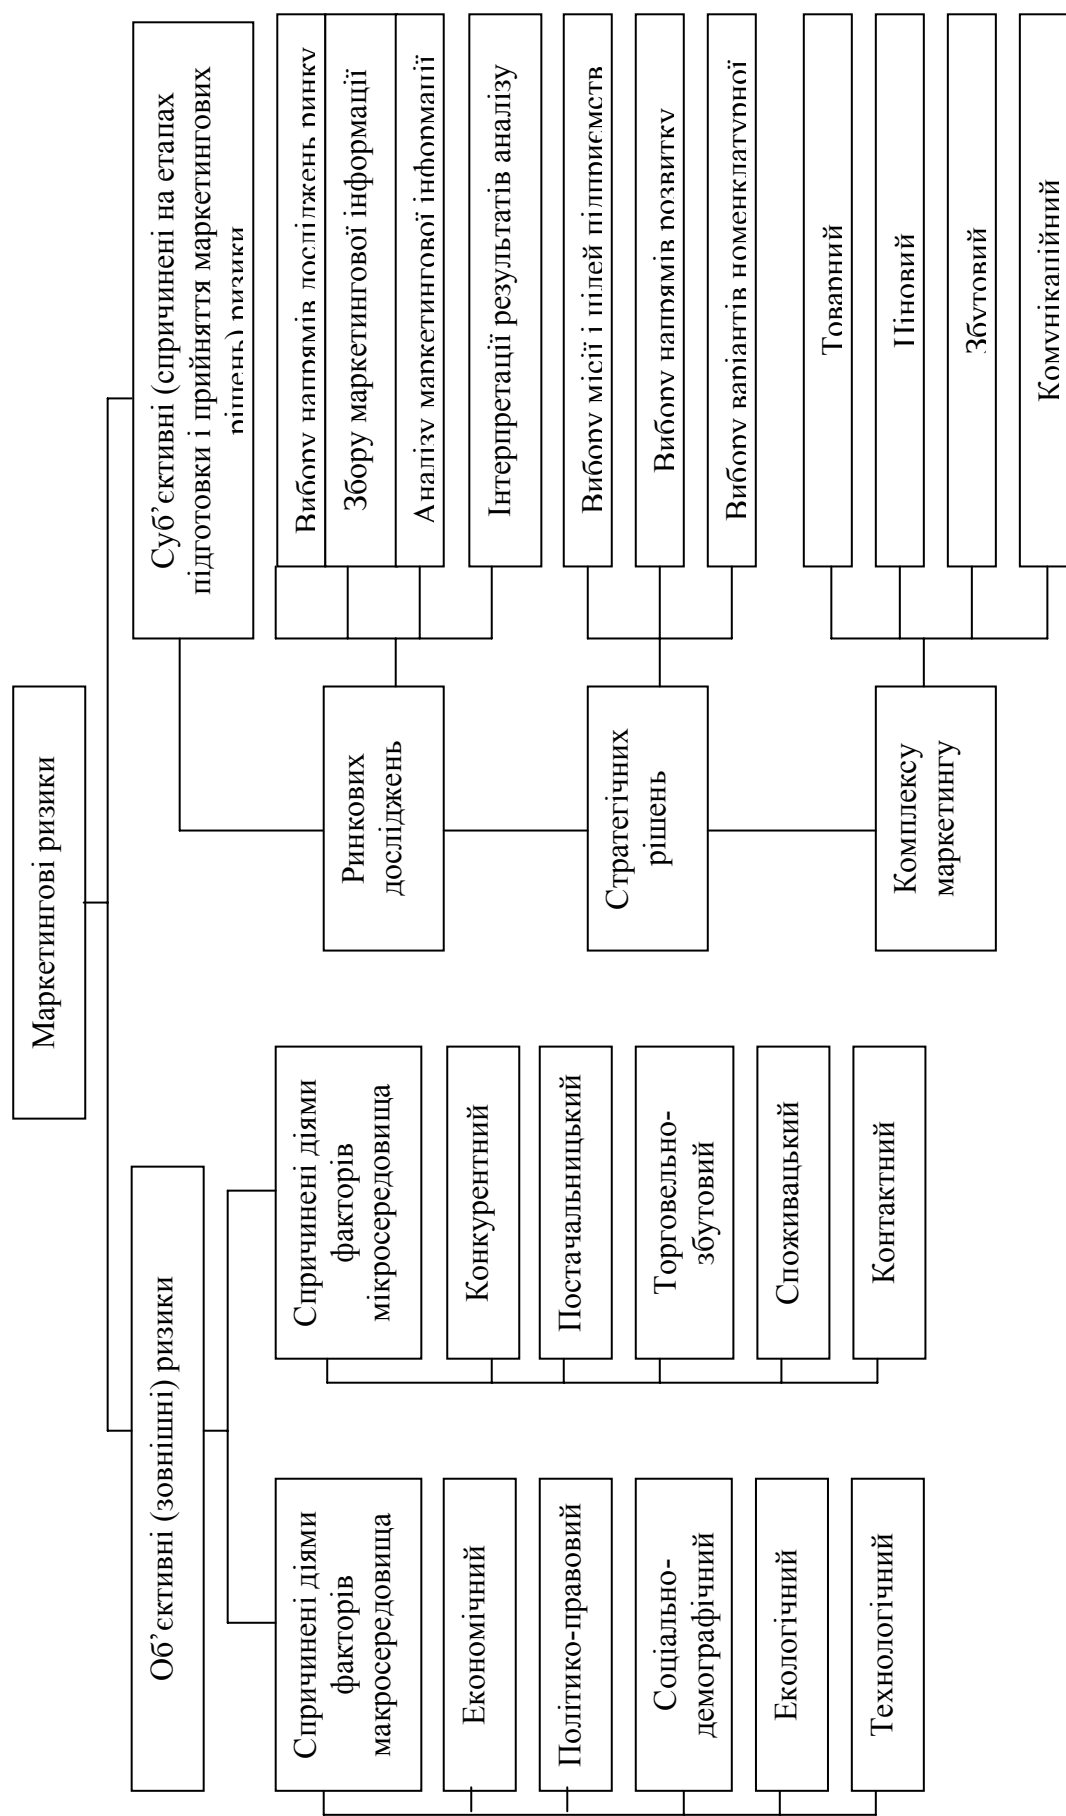 Маркетингові ризики
Об’єктивні (зовнішні) ризики
Спричинені діями
факторів
макросередовища
Економічний
Політико-правовий
Соціально-
демографічний
Екологічний
Технологічний
Спричинені діями
факторів
мікросередовища
Конкурентний
Постачальницький
Торговельно-
збутовий
Споживацький
Контактний
Суб’єктивні (спричинені на етапах
підготовки і прийняття маркетингових
рішень) ризики
Ринкових
досліджень
Вибору напрямів досліджень ринку
Збору маркетингової інформації
Аналізу маркетингової інформації
Інтерпретації результатів аналізу
Стратегічних
рішень
Вибору місії і цілей підприємств
Вибору напрямів розвитку
Вибору варіантів номенклатурної
Комплексу
маркетингу
Товарний
Ціновий
Збутовий
Комунікаційний